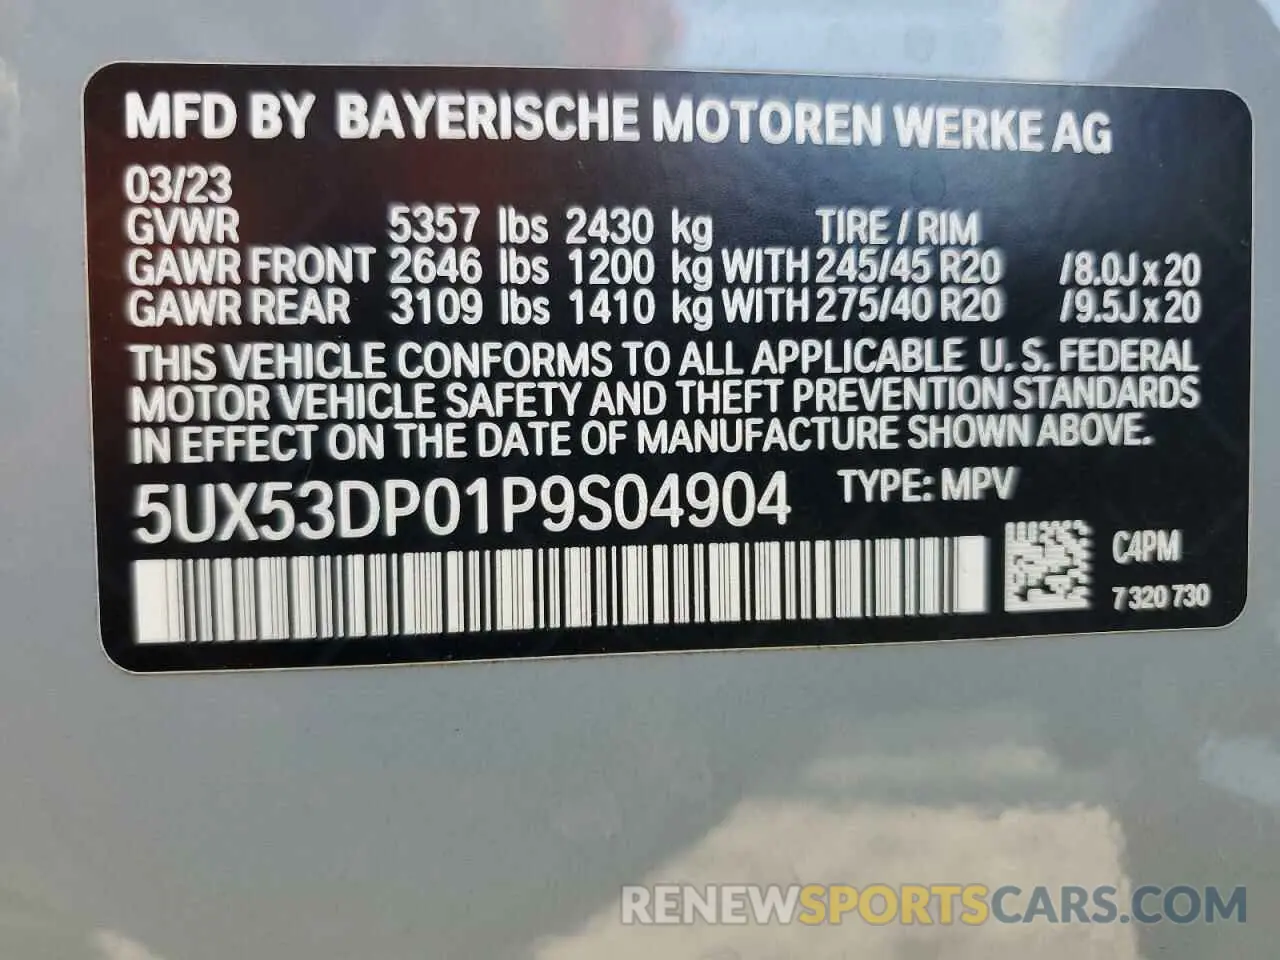 MFD BY BAYERISCHE MOTOREN WERKE AG
03/23
GVWR 5357 lbs 2430 kg TIRE / RIM
GAWR FRONT 2646 lbs 1200 kg WITH 245/45 R20 /8.0J x 20
GAWR REAR 3109 lbs 1410 kg WITH 275/40 R20 /9.5J x 20
THIS VEHICLE CONFORMS TO ALL APPLICABLE U. S. FEDERAL
MOTOR VEHICLE SAFETY AND THEFT PREVENTION STANDARDS
IN EFFECT ON THE DATE OF MANUFACTURE SHOWN ABOVE.
5UX53DP01P9S04904 TYPE: MPV
C4PM
7 320 730
RENEWSPORTSCARS.COM